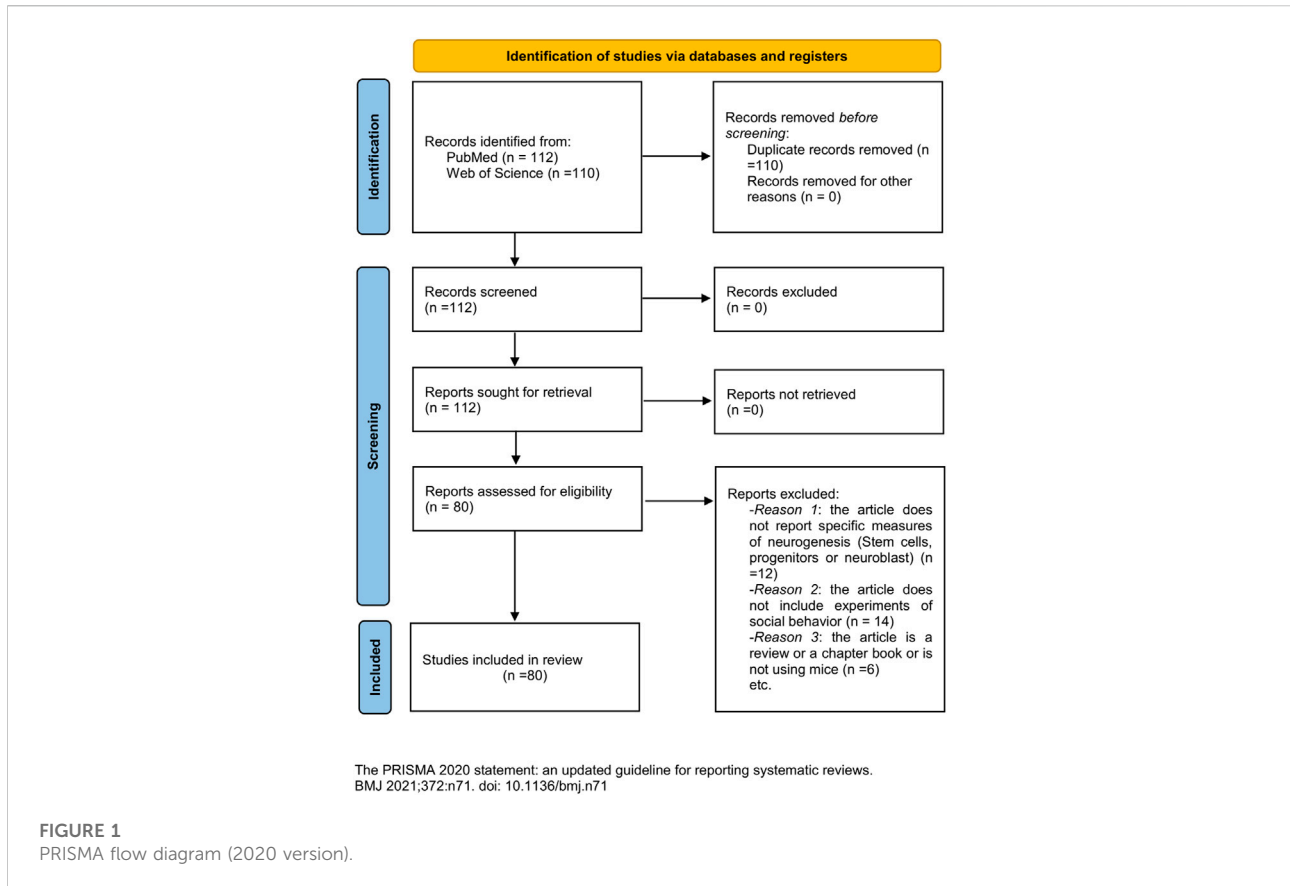 Identification of studies via databases and registers
Identification
Records identified from:
PubMed (n = 112)
Web of Science (n =110)
Records removed before
screening:
Duplicate records removed (n
=110)
Records removed for other
reasons (n = 0)
Screening
Records screened
(n =112)
Records excluded
(n = 0)
Reports sought for retrieval
(n = 112)
Reports not retrieved
(n =0)
Reports assessed for eligibility
(n = 80)
Reports excluded:
-Reason 1: the article does
not report specific measures
of neurogenesis (Stem cells,
progenitors or neuroblast) (n
=12)
-Reason 2: the article does
not include experiments of
social behavior (n = 14)
-Reason 3: the article is a
review or a chapter book or is
not using mice (n =6)
etc.
Included
Studies included in review
(n =80)
The PRISMA 2020 statement: an updated guideline for reporting systematic reviews.
BMJ 2021;372:n71. doi: 10.1136/bmj.n71
FIGURE 1
PRISMA flow diagram (2020 version).